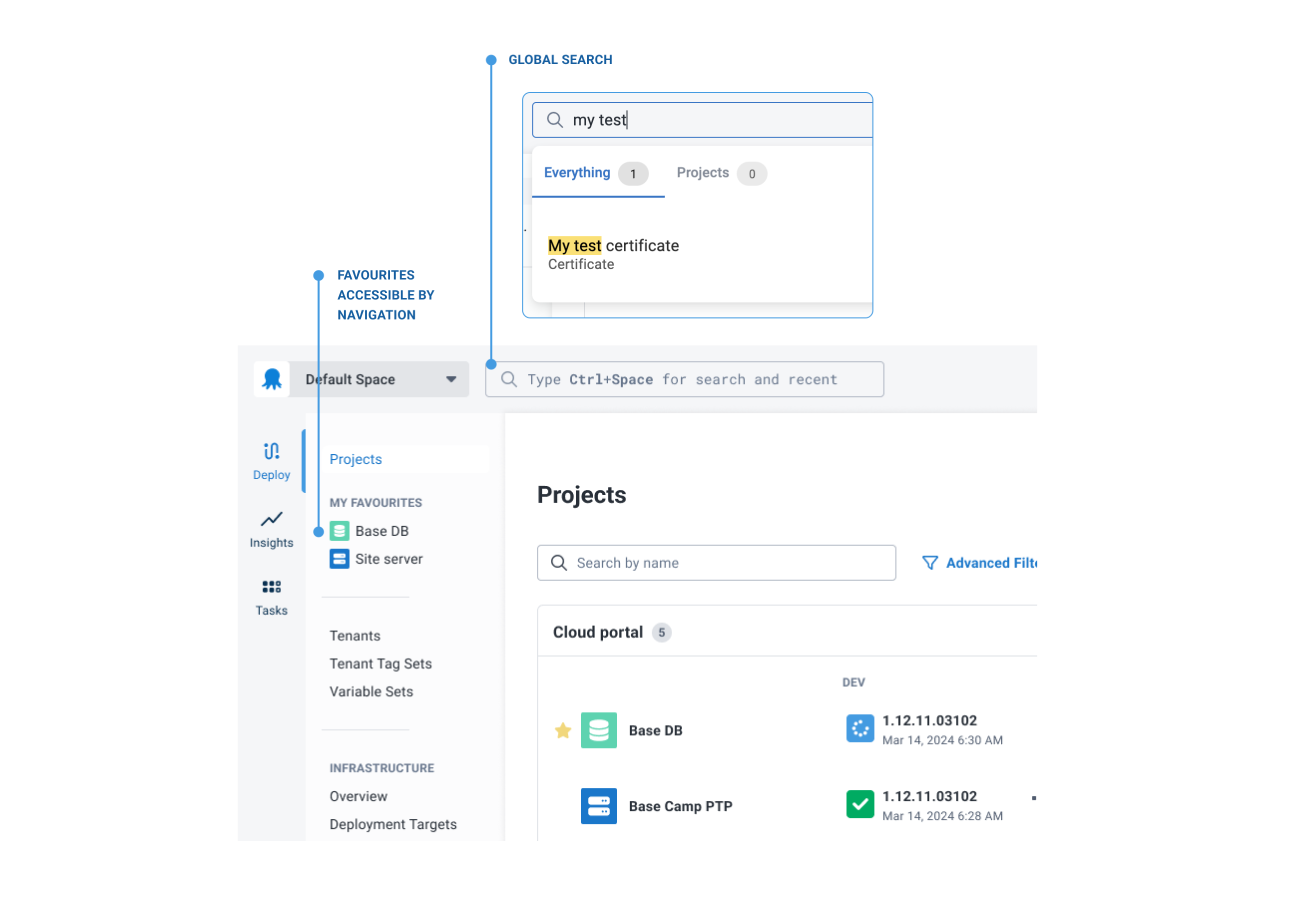 GLOBAL SEARCH
my test
Everything 1 Projects 0
My test certificate
Certificate
FAVOURITES
ACCESSIBLE BY
NAVIGATION
Default Space
Type Ctrl+Space for search and recent
Deploy
Insights
Tasks
Projects
MY FAVOURITES
Base DB
Site server
Tenants
Tenant Tag Sets
Variable Sets
INFRASTRUCTURE
Overview
Deployment Targets
Projects
Search by name
Advanced Filte
Cloud portal 5
DEV
Base DB
1.12.11.03102
Mar 14, 2024 6:30 AM
Base Camp PTP
1.12.11.03102
Mar 14, 2024 6:28 AM